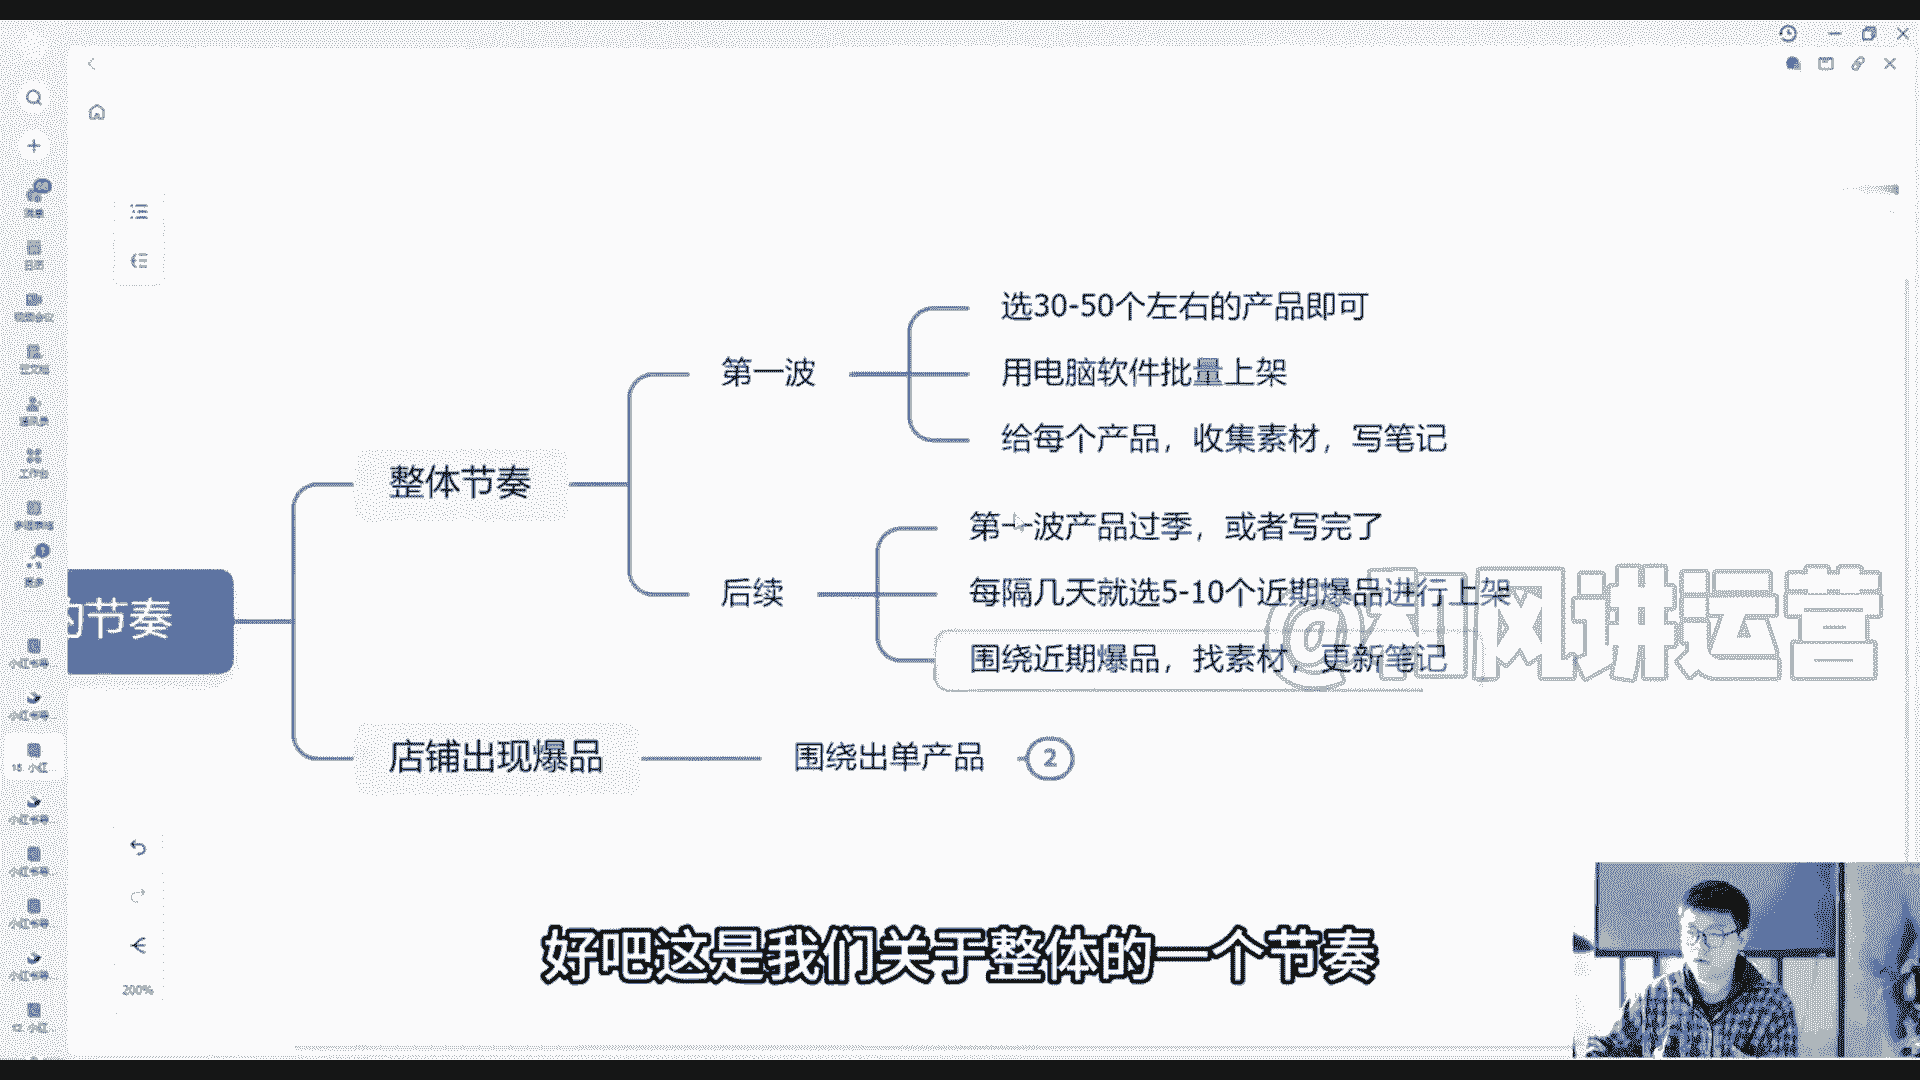 的节奏
整体节奏
第一波
选30-50个左右的产品即可
用电脑软件批量上架
给每个产品，收集素材，写笔记
后续
第一波产品过季，或者写完了
每隔几天就选5-10个近期爆品进行上架
围绕近期爆品，找素材，更新笔记
店铺出现爆品
围绕出单产品
2
200%
好吧这是我们关于整体的一个节奏